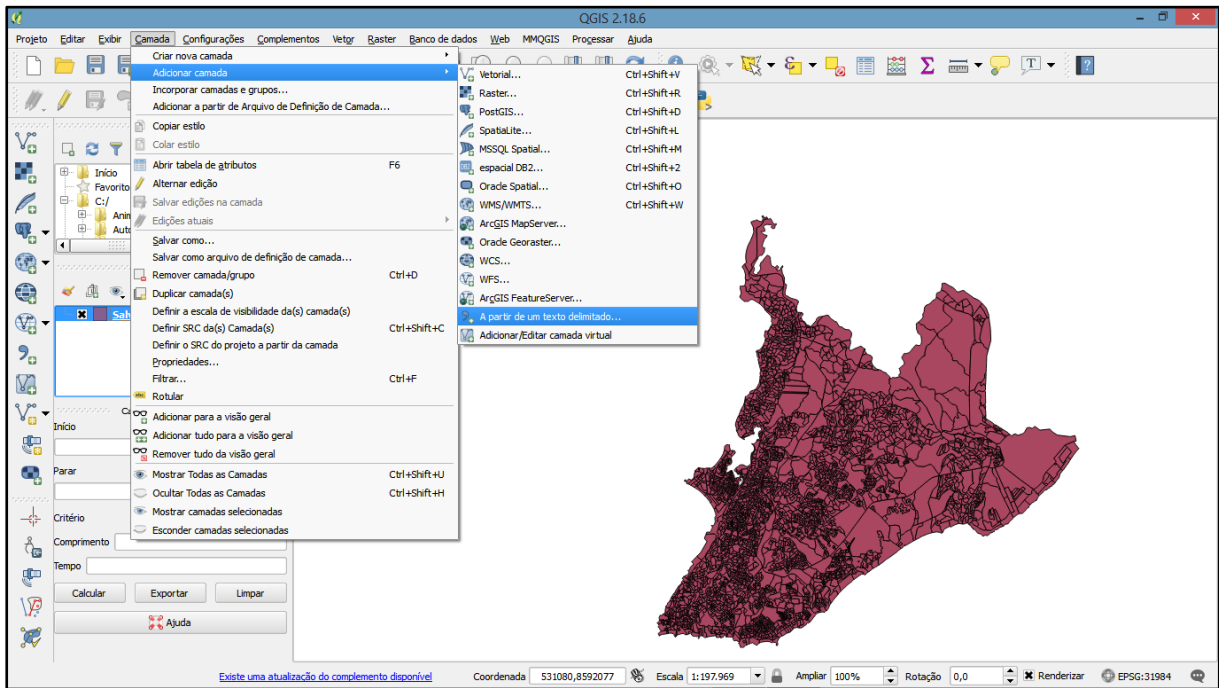 QGIS 2.18.6
Projeto Editar Exibir Camada Configurações Complementos Vetor Raster Banco de dados Web MMQGIS Processar Ajuda
Criar nova camada
Adicionar camada
Incorporar camadas e grupos...
Adicionar a partir de Arquivo de Definição de Camada...
Copiar estilo
Colar estilo
Abrir tabela de atributos F6
Alternar edição
Salvar edições na camada
Edições atuais
Salvar como...
Salvar como arquivo de definição de camada...
Remover camada/grupo Ctrl+D
Duplicar camada(s)
Definir a escala de visibilidade da(s) camada(s)
Definir SRC da(s) Camada(s) Ctrl+Shift+C
Definir o SRC do projeto a partir da camada
Propriedades...
Filtrar... Ctrl+F
Rotular
Adicionar para a visão geral
Adicionar tudo para a visão geral
Remover tudo da visão geral
Mostrar Todas as Camadas Ctrl+Shift+U
Ocultar Todas as Camadas Ctrl+Shift+H
Mostrar camadas selecionadas
Esconder camadas selecionadas
Vetorial... Ctrl+Shift+V
Raster... Ctrl+Shift+R
PostGIS... Ctrl+Shift+D
SpatiaLite... Ctrl+Shift+L
MSSQL Spatial... Ctrl+Shift+M
espacial DB2... Ctrl+Shift+2
Oracle Spatial... Ctrl+Shift+O
WMS/WMTS... Ctrl+Shift+W
ArcGIS MapServer...
Oracle Georaster...
WCS...
WFS...
ArcGIS FeatureServer...
A partir de um texto delimitado...
Adicionar/Editar camada virtual
Início
Favorito
C:/
Anim
Auto
Salv
Ca
Início
Parar
Critério
Comprimento
Tempo
Calcular Exportar Limpar
Ajuda
Existe uma atualização do complemento disponível Coordenada 531080,8592077 Escala 1:197.969 Ampliar 100% Rotação 0,0 Renderizar EPSG:31984